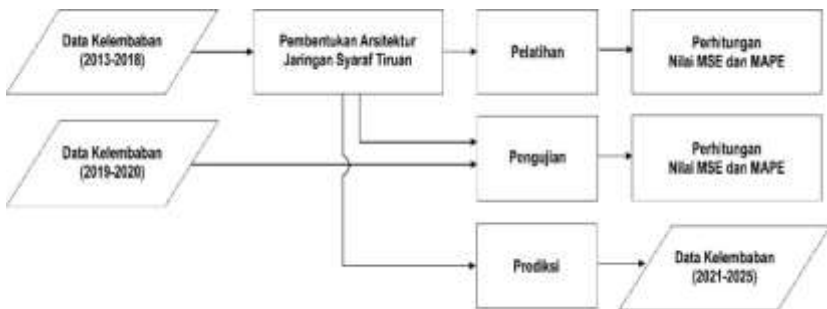 Data Kelembaban
(2013-2018)
Pembentukan Arsitektur
Jaringan Syaraf Tiruan
Pelatihan
Perhitungan
Nilai MSE dan MAPE
Data Kelembaban
(2019-2020)
Pengujian
Perhitungan
Nilai MSE dan MAPE
Prediksi
Data Kelembaban
(2021-2025)